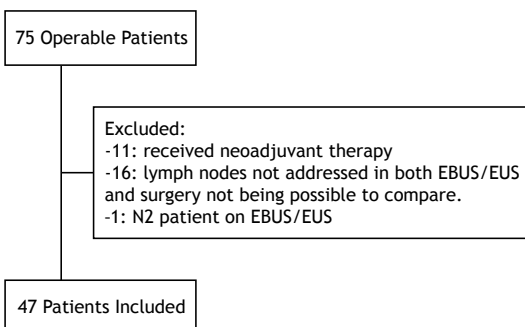 75 Operable Patients
Excluded:
-11: received neoadjuvant therapy
-16: lymph nodes not addressed in both EBUS/EUS
and surgery not being possible to compare.
-1: N2 patient on EBUS/EUS
47 Patients Included